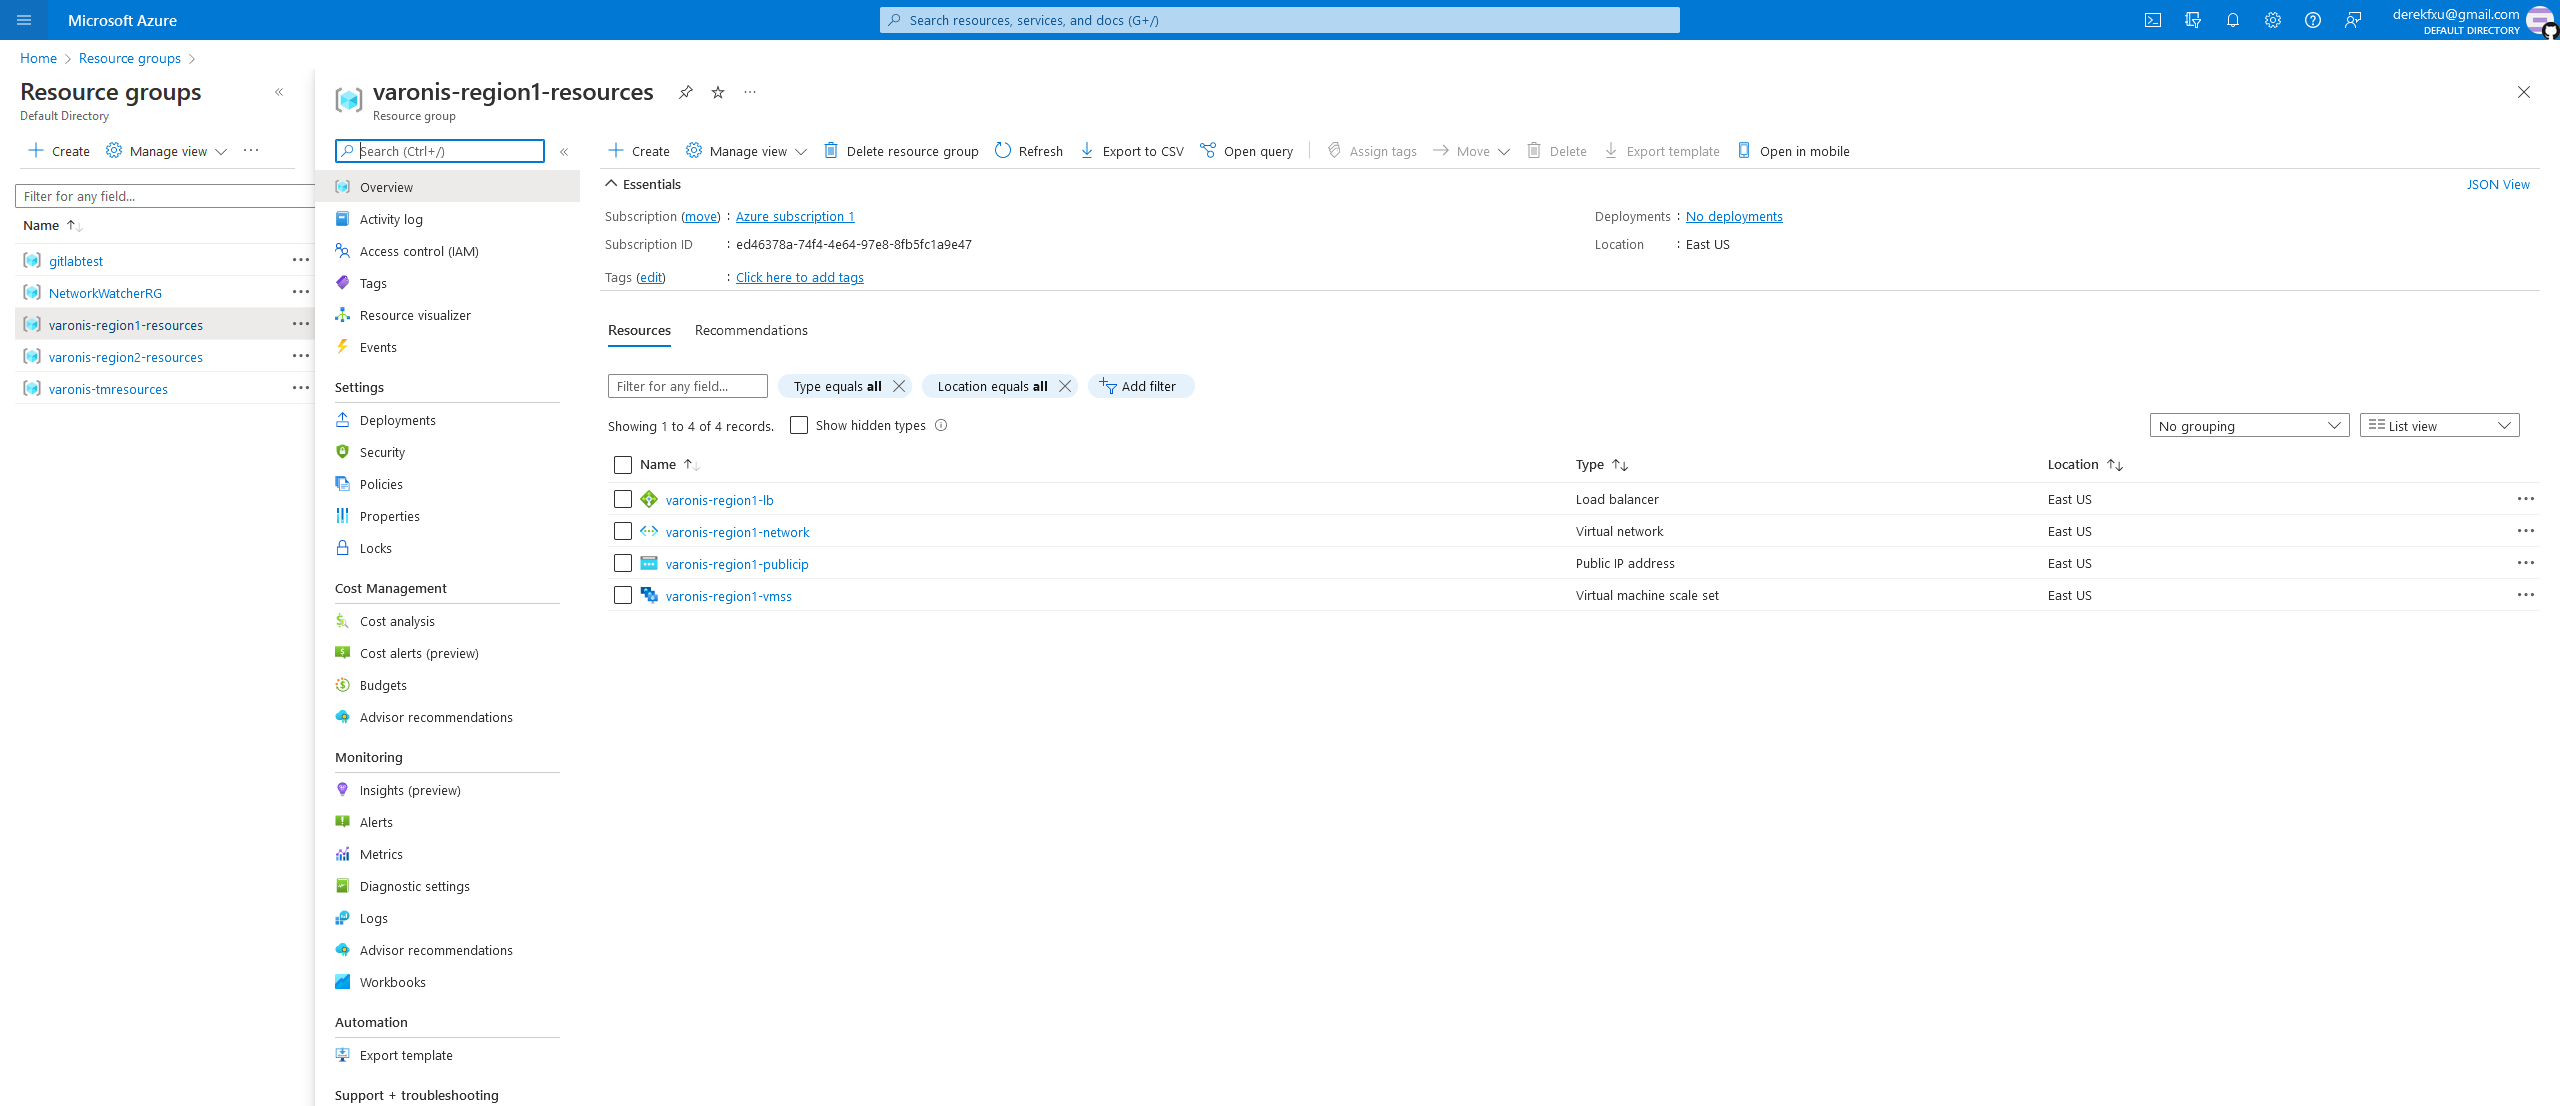 Microsoft Azure
Search resources, services, and docs (G+/)
derekfxu@gmail.com
DEFAULT DIRECTORY
Home
Resource groups
Resource groups
Default Directory
Create
Manage view
Filter for any field...
Name
gitlabtest
NetworkWatcherRG
varonis-region1-resources
varonis-region2-resources
varonis-tmresources
varonis-region1-resources
Resource group
Search (Ctrl+/)
Overview
Activity log
Access control (IAM)
Tags
Resource visualizer
Events
Settings
Deployments
Security
Policies
Properties
Locks
Cost Management
Cost analysis
Cost alerts (preview)
Budgets
Advisor recommendations
Monitoring
Insights (preview)
Alerts
Metrics
Diagnostic settings
Logs
Advisor recommendations
Workbooks
Automation
Export template
Support + troubleshooting
Create Manage view Delete resource group Refresh Export to CSV Open query Assign tags Move Delete Export template Open in mobile
Essentials
JSON View
Subscription (move) : Azure subscription 1
Subscription ID : ed46378a-74f4-4e64-97e8-8fb5fc1a9e47
Tags (edit) : Click here to add tags
Deployments : No deployments
Location : East US
Resources Recommendations
Filter for any field... Type equals all Location equals all Add filter
Showing 1 to 4 of 4 records. Show hidden types No grouping List view
Name Type Location
varonis-region1-lb Load balancer East US
varonis-region1-network Virtual network East US
varonis-region1-publicip Public IP address East US
varonis-region1-vmss Virtual machine scale set East US